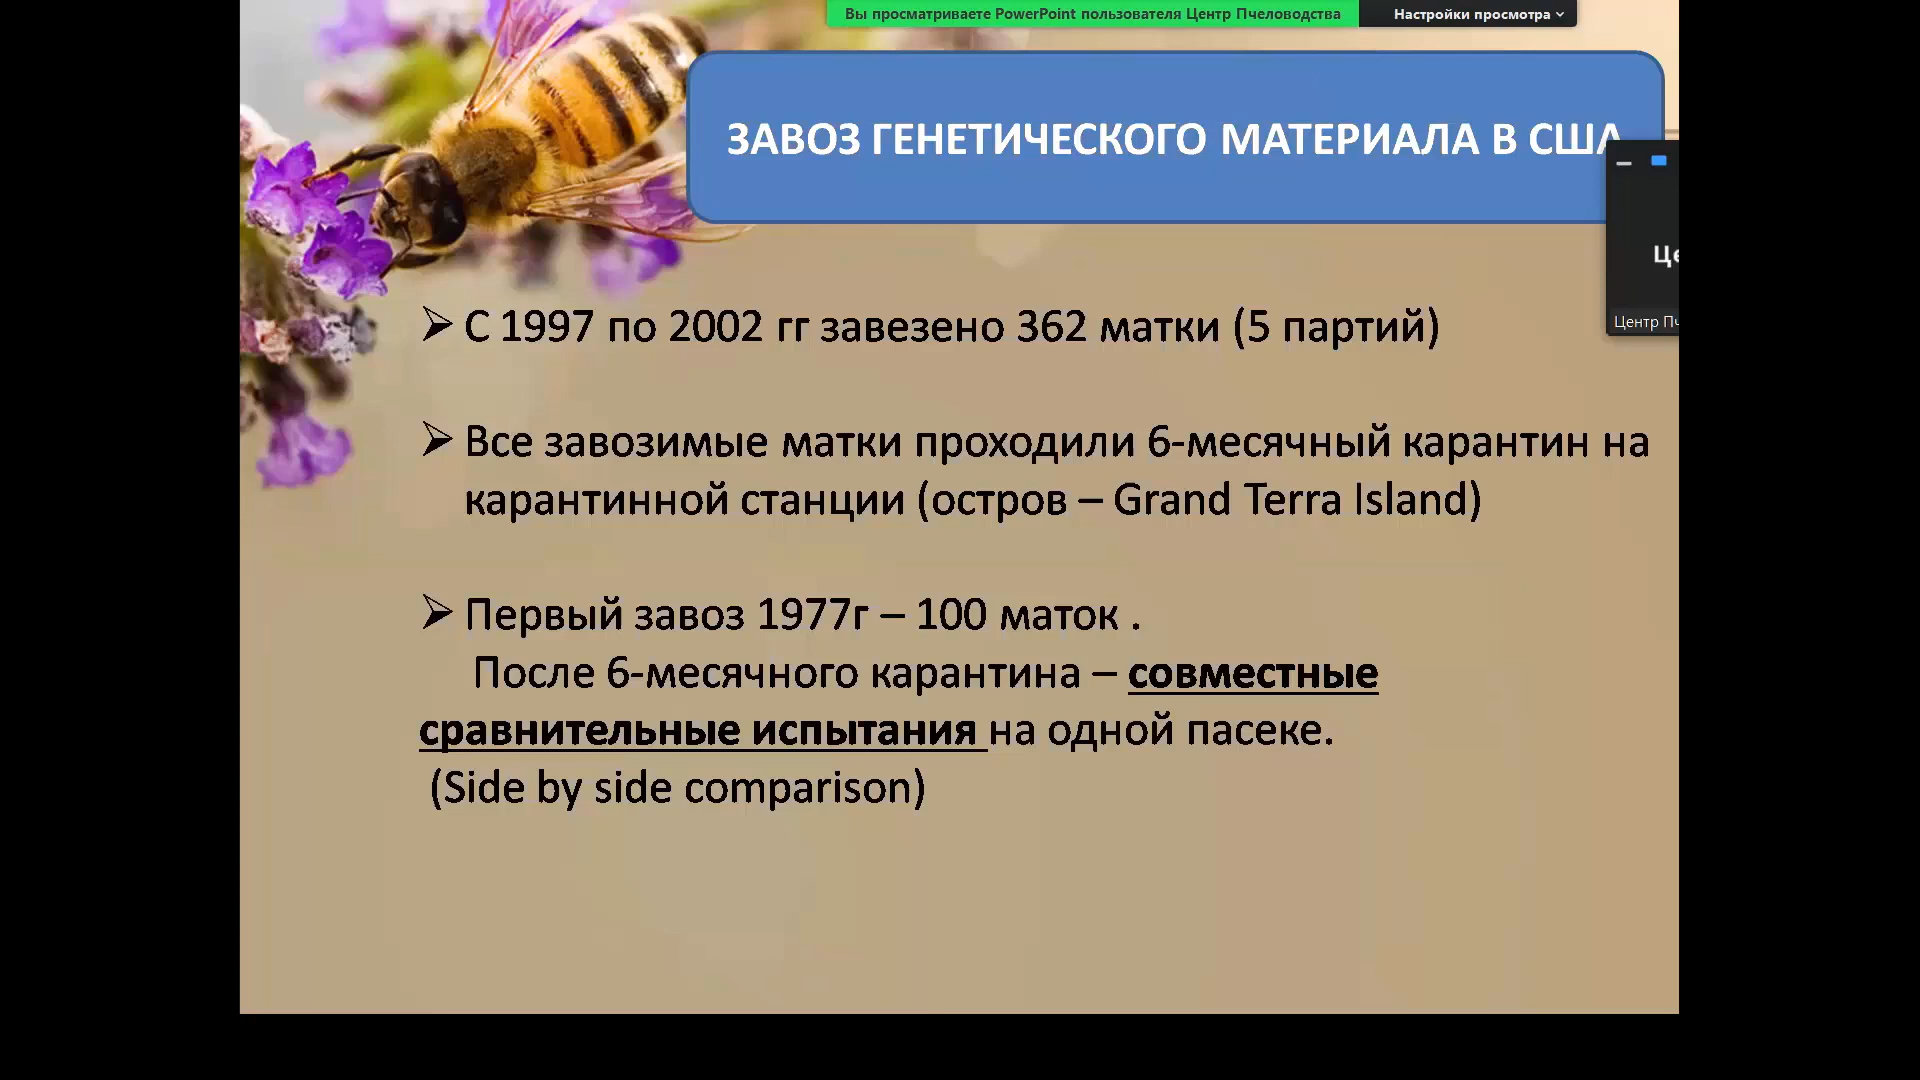 Вы просматриваете PowerPoint пользователя Центр Пчеловодства
Настройки просмотра
ЗАВОЗ ГЕНЕТИЧЕСКОГО МАТЕРИАЛА В США
С 1997 по 2002 гг завезено 362 матки (5 партий)
Все завозимые матки проходили 6-месячный карантин на
карантинной станции (остров – Grand Terra Island)
Первый завоз 1977г – 100 маток .
После 6-месячного карантина – совместные
сравнительные испытания на одной пасеке.
(Side by side comparison)
Центр